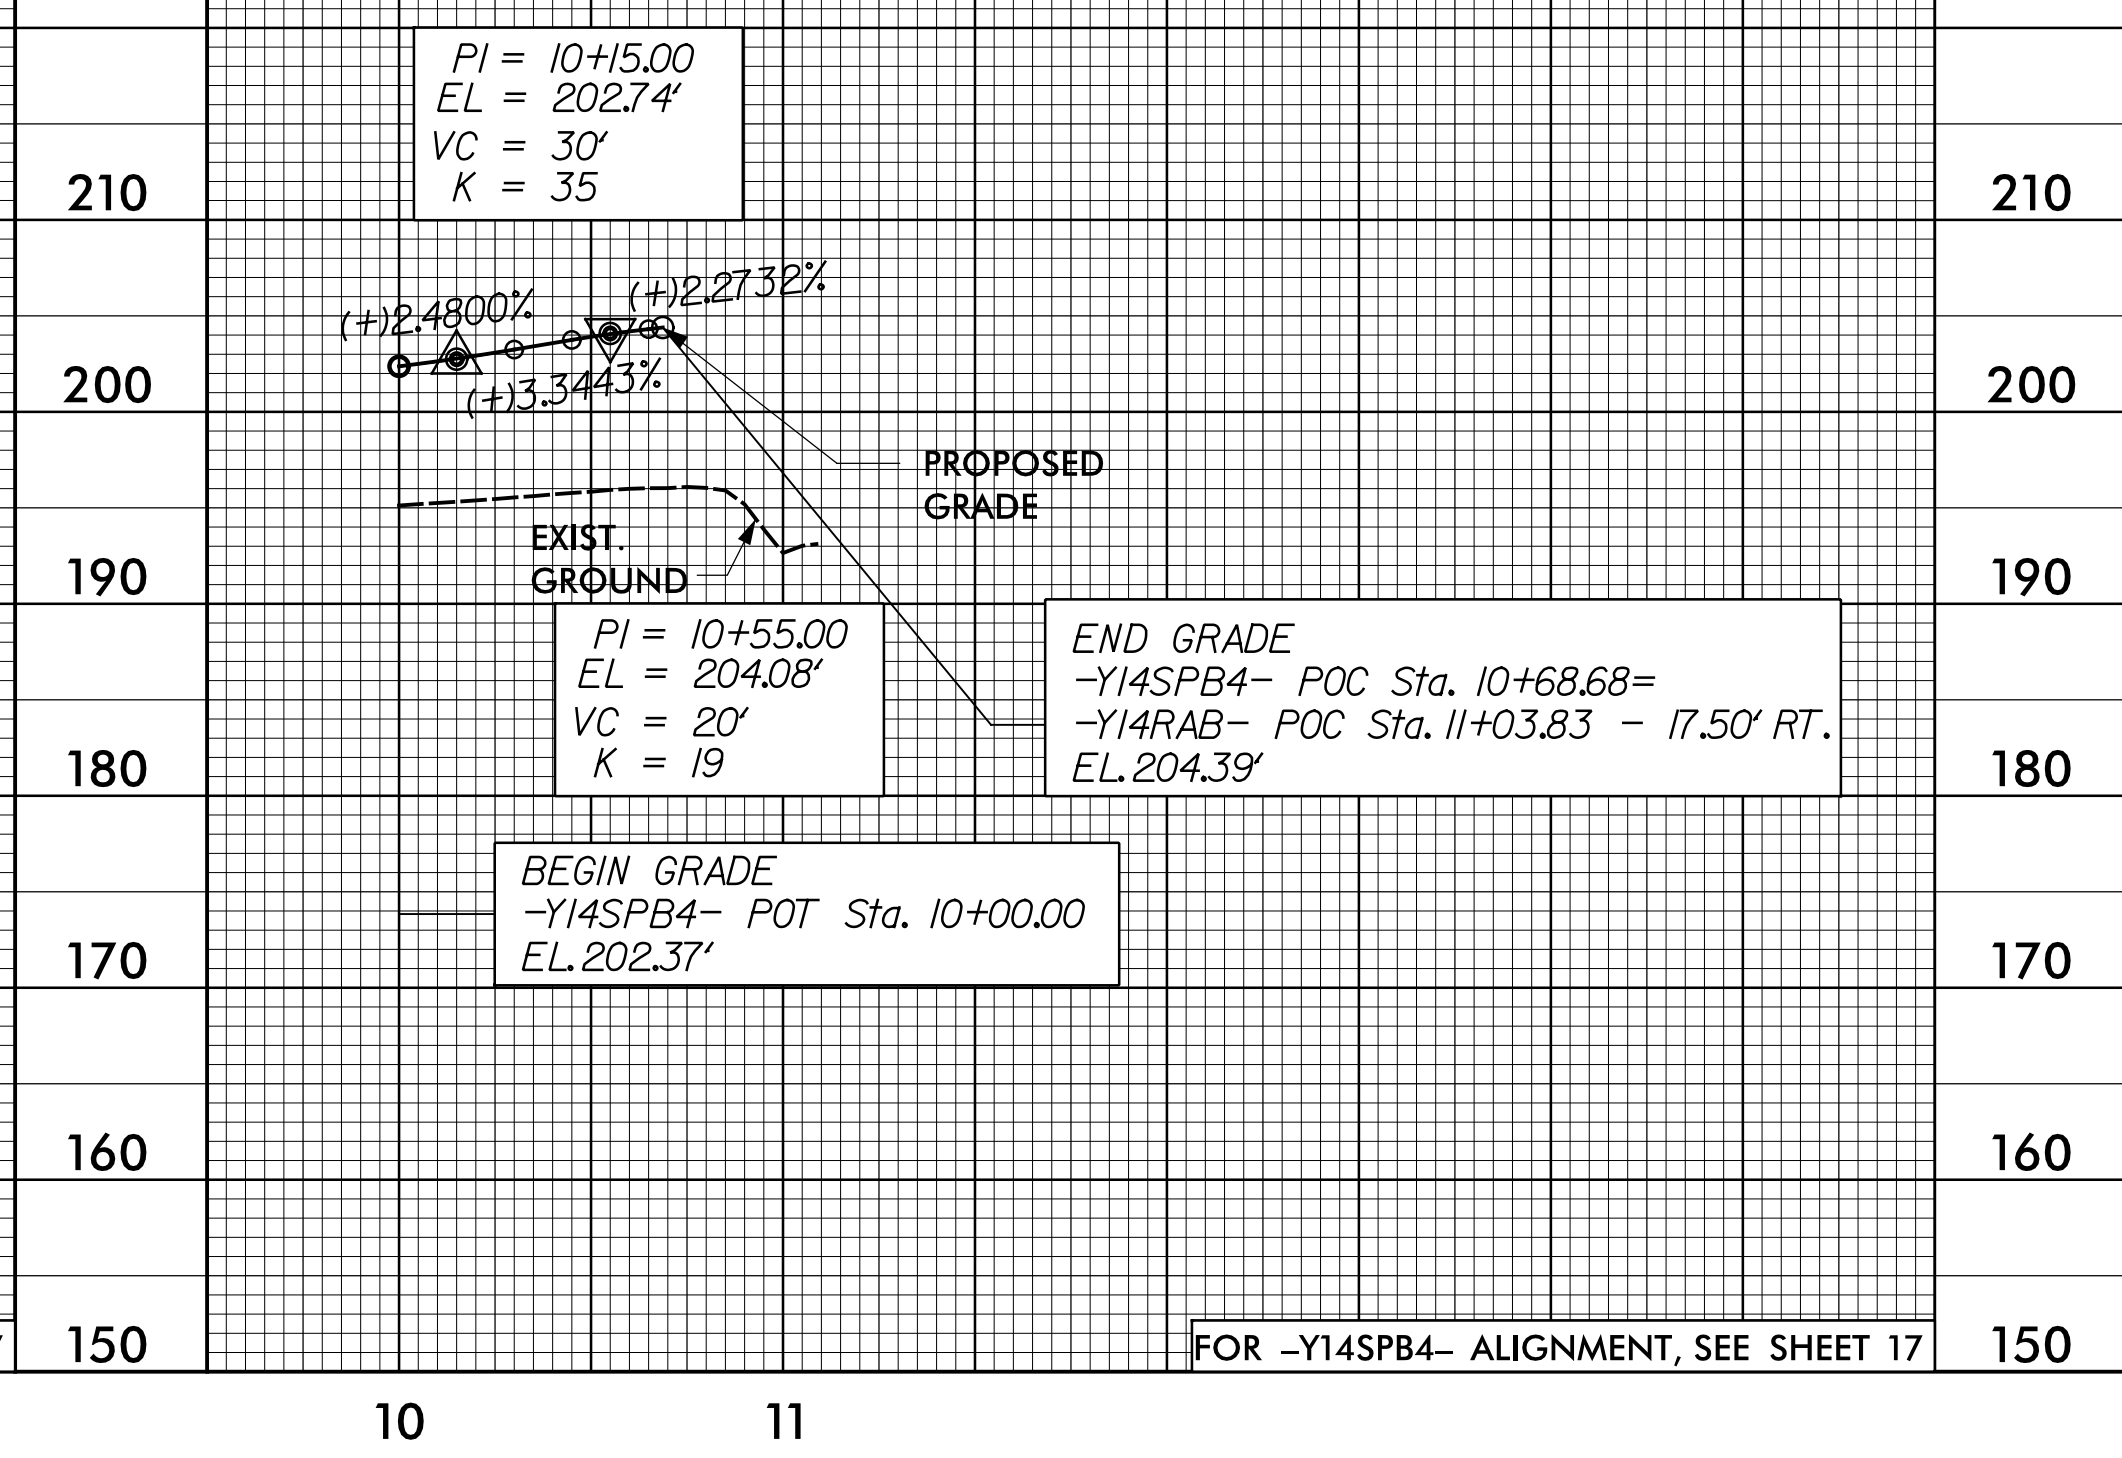 PI = 10+15.00
EL = 202.74'
VC = 30'
K = 35
210
210
(+)2.4800%
(+)2.2732%
(+)3.3443%
200
200
PROPOSED
GRADE
EXIST.
GROUND
190
190
PI = 10+55.00
EL = 204.08'
VC = 20'
K = 19
END GRADE
-Y14SPB4- POC Sta. 10+68.68=
-Y14RAB- POC Sta. 11+03.83 - 17.50' RT.
EL. 204.39'
180
180
BEGIN GRADE
-Y14SPB4- POT Sta. 10+00.00
EL. 202.37'
170
170
160
160
150
FOR -Y14SPB4- ALIGNMENT, SEE SHEET 17
150
10
11